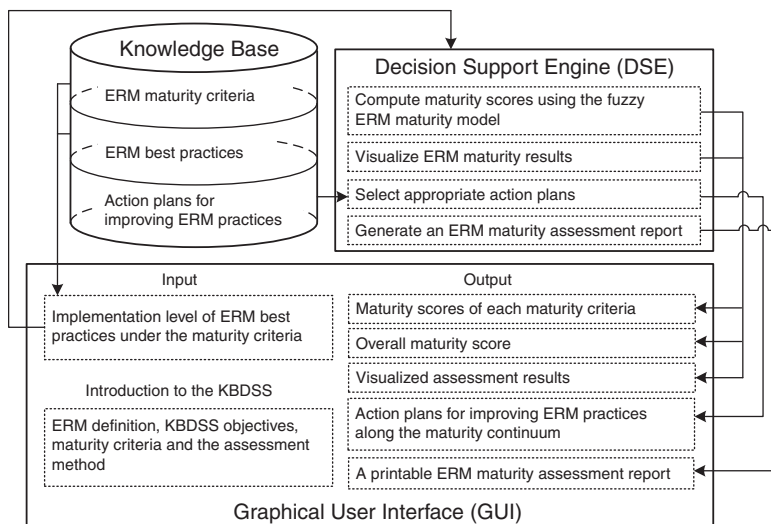 Knowledge Base
ERM maturity criteria
ERM best practices
Action plans for
improving ERM practices
Decision Support Engine (DSE)
Compute maturity scores using the fuzzy
ERM maturity model
Visualize ERM maturity results
Select appropriate action plans
Generate an ERM maturity assessment report
Input
Implementation level of ERM best
practices under the maturity criteria
Introduction to the KBDSS
ERM definition, KBDSS objectives,
maturity criteria and the assessment
method
Output
Maturity scores of each maturity criteria
Overall maturity score
Visualized assessment results
Action plans for improving ERM practices
along the maturity continuum
A printable ERM maturity assessment report
Graphical User Interface (GUI)